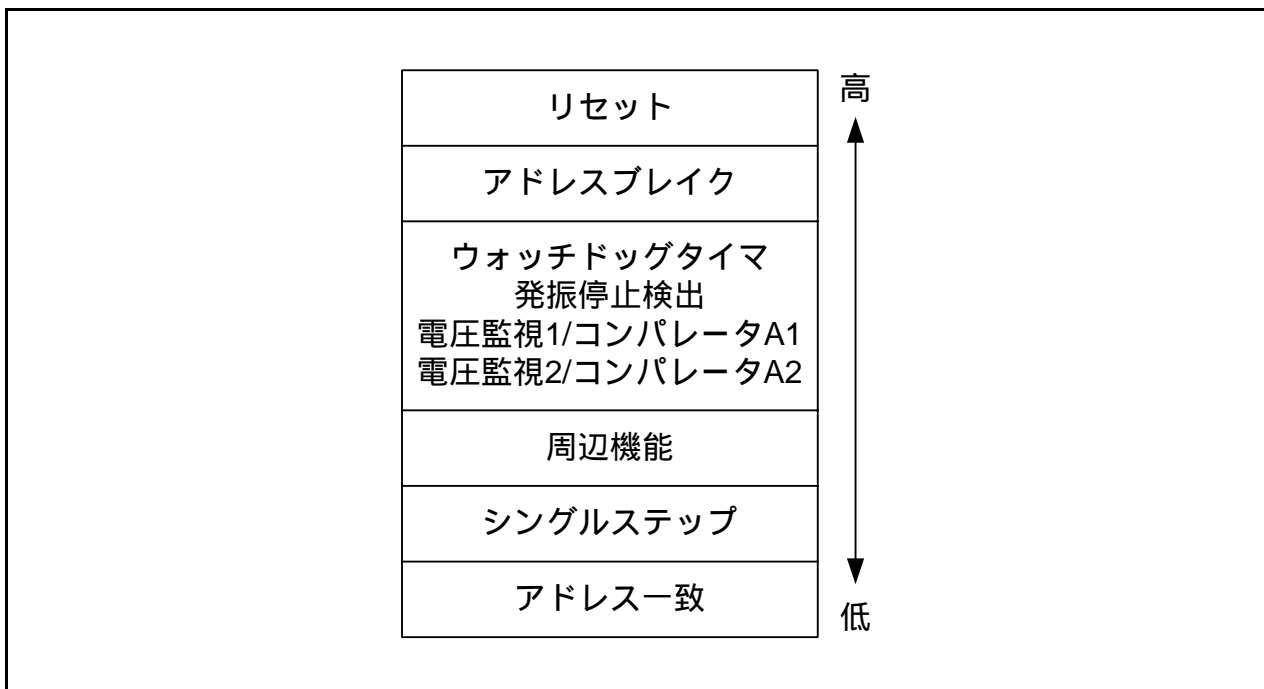 高
リセット
アドレスブレイク
ウォッチドッグタイマ
発振停止検出
電圧監視1/コンパレータA1
電圧監視2/コンパレータA2
周辺機能
シングルステップ
アドレス一致
低